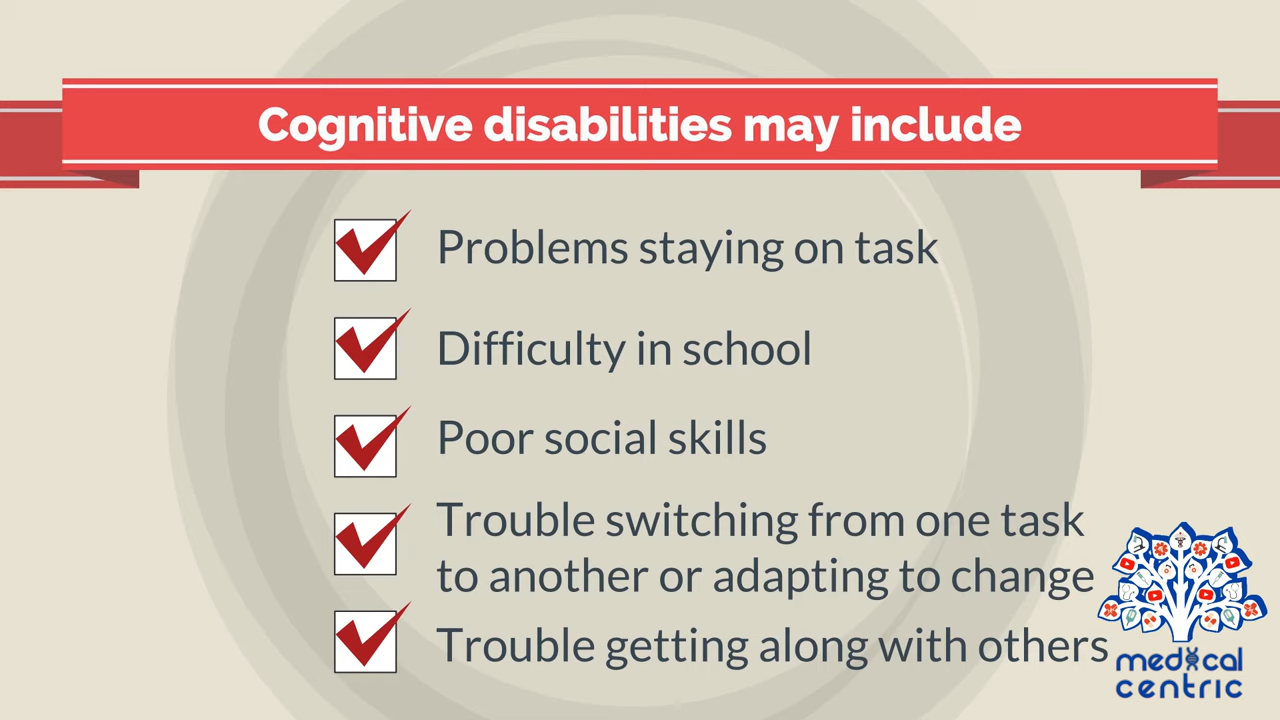 Cognitive disabilities may include
Problems staying on task
Difficulty in school
Poor social skills
Trouble switching from one task
to another or adapting to change
Trouble getting along with others
medical
centric